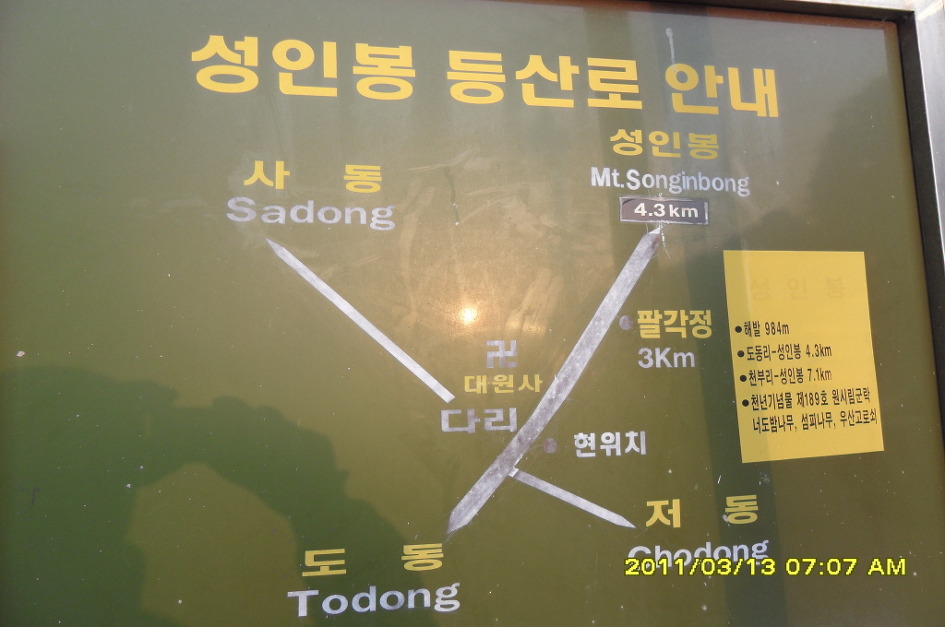 성인봉 등산로 안내
성인봉
Mt.Songinbong
4.3km
사 동
Sadong
팔각정
3Km
성 인 봉
● 해발 984m
● 도동리-성인봉 4.3km
● 천부리-성인봉 7.1km
● 천년기념물 제189호 원시림군락
너도밤나무, 섬피나무, 우산고로쇠
卍
대원사
다리
현위치
저 동
Chodong
도 동
Todong
2011/03/13 07:07 AM